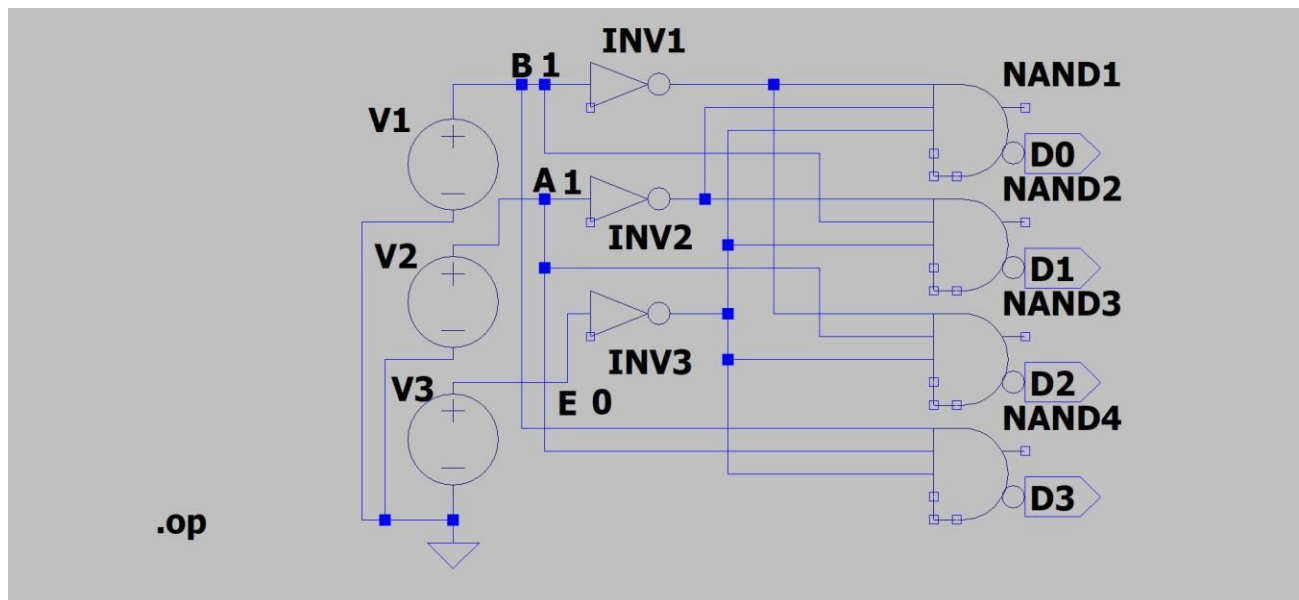 INV1
B 1
NAND1
V1
D0
A 1
NAND2
INV2
V2
D1
NAND3
INV3
V3
D2
E 0
NAND4
D3
.op